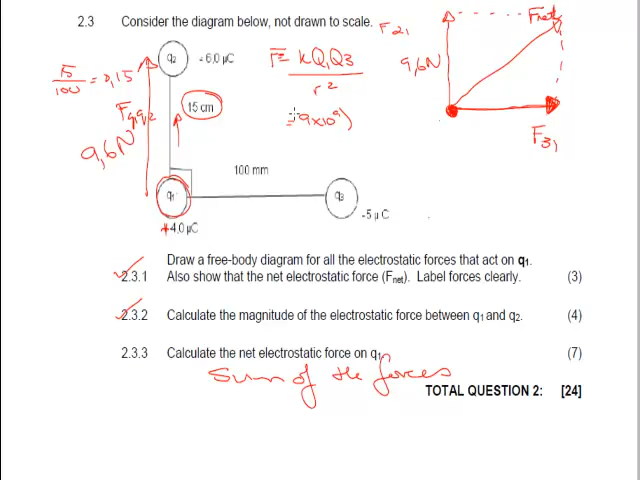 2.3 Consider the diagram below, not drawn to scale.
F21
Fnet
q2
- 6,0 µC
F = kQ1Q3
r²
9,6N
15
100
= 0,15
15 cm
= 9x10⁹)
Fq1q2
9,6N
F31
100 mm
q1
q3
+4.0 µC
-5 µC
Draw a free-body diagram for all the electrostatic forces that act on q1.
2.3.1 Also show that the net electrostatic force (Fnet). Label forces clearly. (3)
2.3.2 Calculate the magnitude of the electrostatic force between q1 and q2. (4)
2.3.3 Calculate the net electrostatic force on q1. (7)
Sum of the forces
TOTAL QUESTION 2: [24]